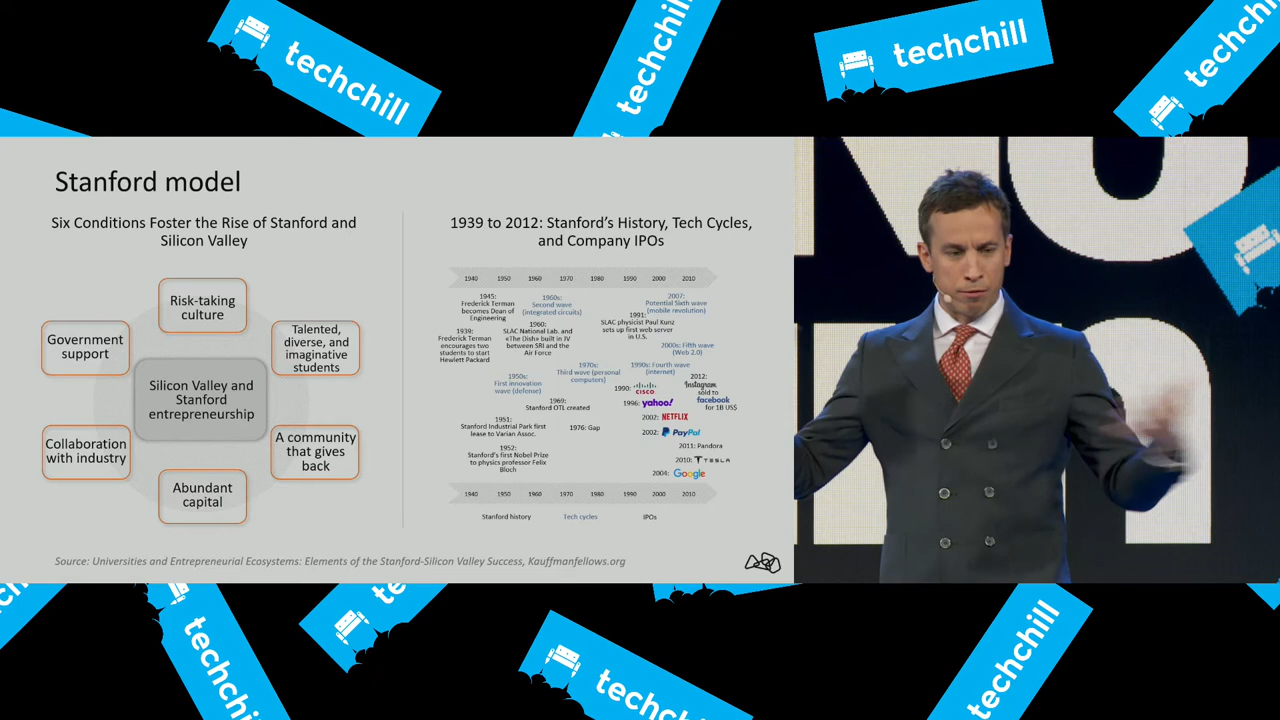 techchill
techchill
techchill
techchill
Stanford model
Six Conditions Foster the Rise of Stanford and
Silicon Valley
Risk-taking
culture
Government
support
Talented,
diverse, and
imaginative
students
Silicon Valley and
Stanford
entrepreneurship
Collaboration
with industry
A community
that gives
back
Abundant
capital
1939 to 2012: Stanford's History, Tech Cycles,
and Company IPOs
1940 1950 1960 1970 1980 1990 2000 2010
1945:
Frederick Terman
becomes Dean of
Engineering
1960s:
Second wave
(integrated circuits)
2007:
Potential Sixth wave
(mobile revolution)
1939:
Frederick Terman
encourages two
students to start
Hewlett Packard
1960:
SLAC National Lab. and
«The Dish» built in JV
between SRI and the
Air Force
1991:
SLAC physicist Paul Kunz
sets up first web server
in U.S.
2000s: Fifth wave
(Web 2.0)
1950s:
First innovation
wave (defense)
1970s:
Third wave (personal
computers)
1990s: Fourth wave
(internet)
1990: CISCO
2012:
Instagram
sold to
facebook
for 1B US$
1969:
Stanford OTL created
1996: yahoo!
1951:
Stanford Industrial Park first
lease to Varian Assoc.
1976: Gap
2002: NETFLIX
2002: PayPal
1952:
Stanford's first Nobel Prize
to physics professor Felix
Bloch
2011: Pandora
2010: TESLA
2004: Google
1940 1950 1960 1970 1980 1990 2000 2010
Stanford history Tech cycles IPOs
Source: Universities and Entrepreneurial Ecosystems: Elements of the Stanford-Silicon Valley Success, Kauffmanfellows.org
techchill
techchill
techchill